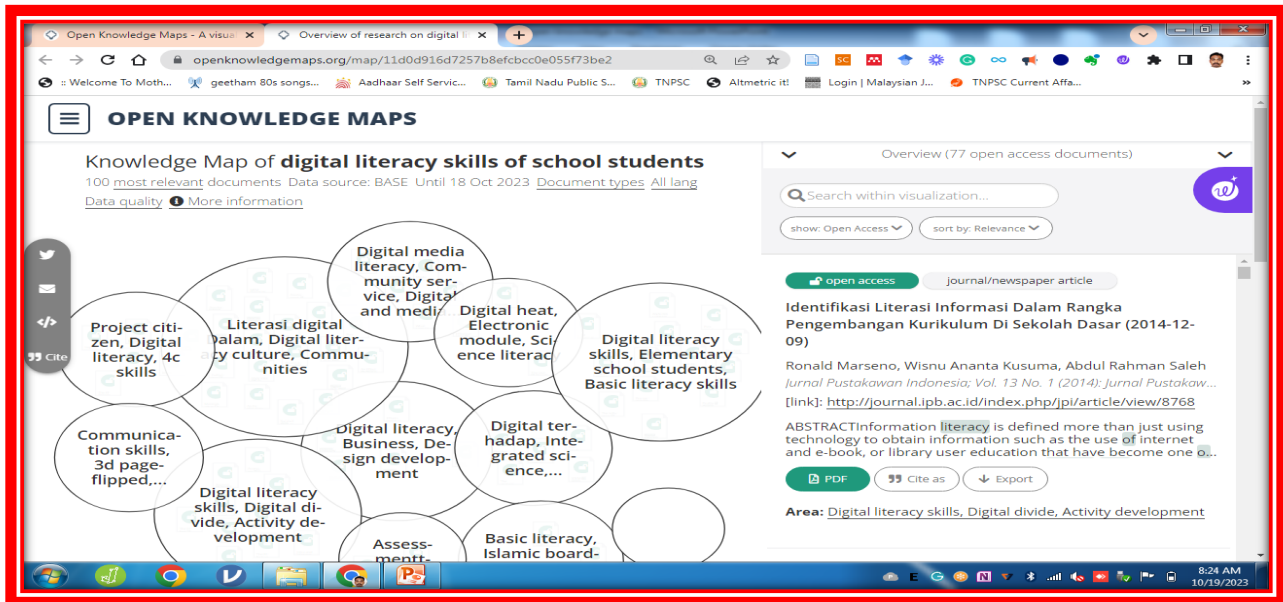 Open Knowledge Maps - A visua
Overview of research on digital li
openknowledgemaps.org/map/11d0d916d7257b8efcbcc0e055f73be2
:: Welcome To Moth...
geetham 80s songs...
Aadhaar Self Servic...
Tamil Nadu Public S...
TNPSC
Altmetric it!
Login | Malaysian J...
TNPSC Current Affa...
»
OPEN KNOWLEDGE MAPS
Knowledge Map of digital literacy skills of school students
100 most relevant documents Data source: BASE Until 18 Oct 2023 Document types All lang
Data quality More information
Cite
Digital media
literacy, Com-
munity ser-
vice, Digital
and medi
Project citi-
zen, Digital
literacy, 4c
skills
Literasi digital
Dalam, Digital liter-
acy culture, Commu-
nities
Digital heat,
Electronic
module, Sci-
ence literac
Digital literacy
skills, Elementary
school students,
Basic literacy skills
Communica-
tion skills,
3d page-
flipped,...
Digital literacy,
Business, De-
sign develop-
ment
Digital ter-
hadap, Inte-
grated sci-
ence,...
Digital literacy
skills, Digital di-
vide, Activity de-
velopment
Assess-
mentt-
Basic literacy,
Islamic board-
Overview (77 open access documents)
Search within visualization...
show: Open Access
sort by: Relevance
open access
journal/newspaper article
Identifikasi Literasi Informasi Dalam Rangka
Pengembangan Kurikulum Di Sekolah Dasar (2014-12-
09)
Ronald Marseno, Wisnu Ananta Kusuma, Abdul Rahman Saleh
Jurnal Pustakawan Indonesia; Vol. 13 No. 1 (2014): Jurnal Pustakaw...
[link]: http://journal.ipb.ac.id/index.php/jpi/article/view/8768
ABSTRACTInformation literacy is defined more than just using
technology to obtain information such as the use of internet
and e-book, or library user education that have become one o...
PDF
Cite as
Export
Area: Digital literacy skills, Digital divide, Activity development
8:24 AM
10/19/2023